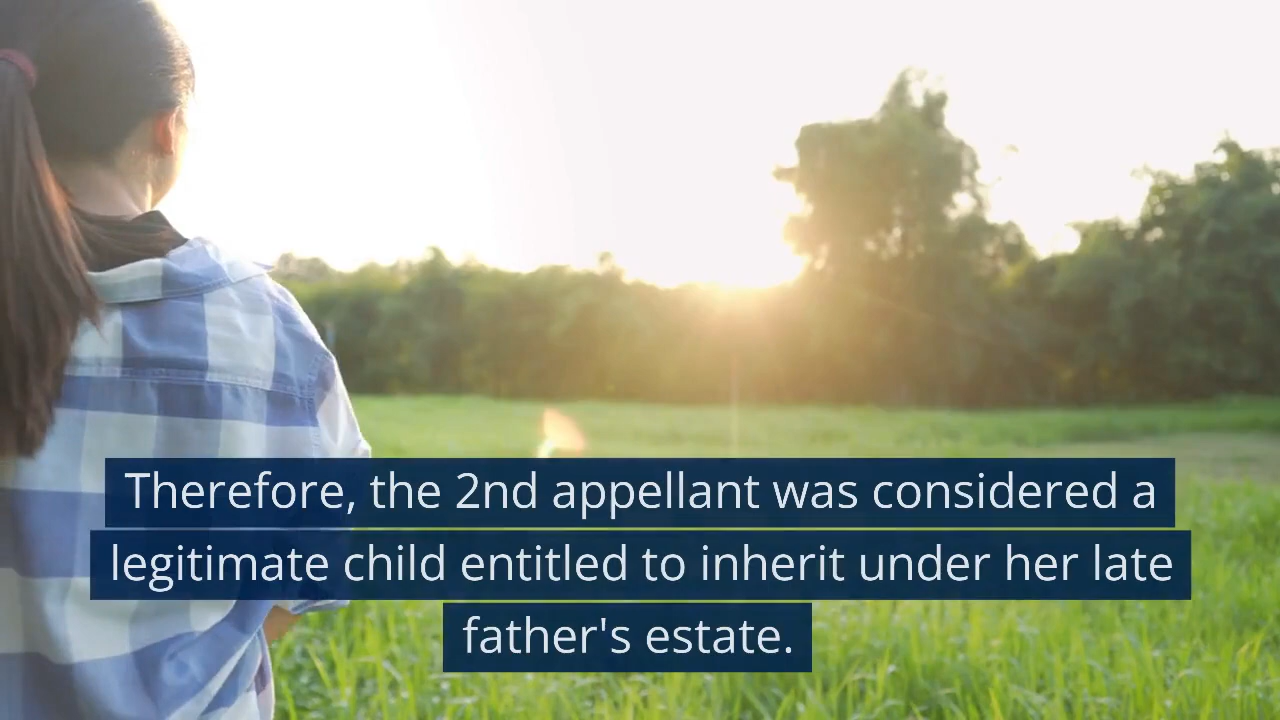 Therefore, the 2nd appellant was considered a
legitimate child entitled to inherit under her late
father's estate.